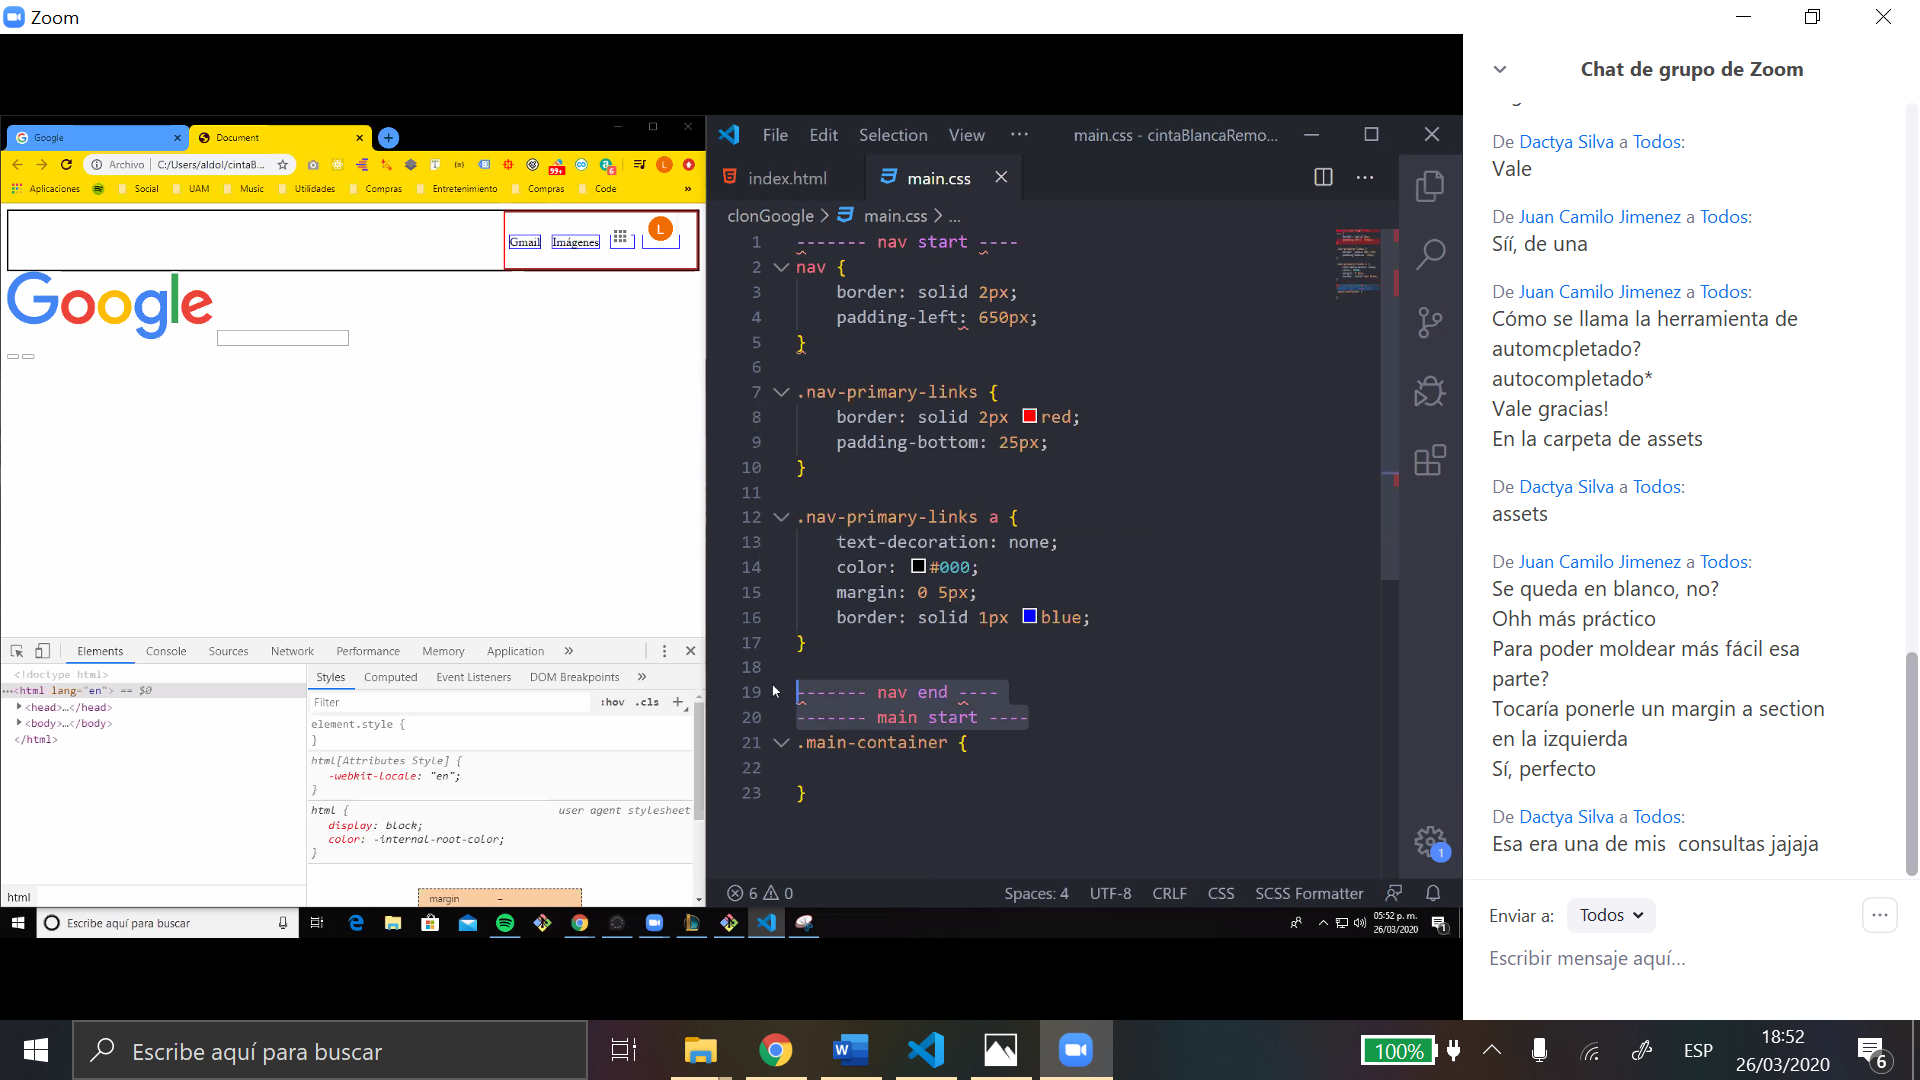 Zoom
Google
Document
Archivo
C:/Users/aldol/cintaB...
99+
6
L
Aplicaciones
Social
UAM
Music
Utilidades
Compras
Entretenimiento
Compras
Code
»
Gmail
Imágenes
L
Google
Elements
Console
Sources
Network
Performance
Memory
Application
»
<!doctype html>
...<html lang="en"> == $0
<head>…</head>
<body>…</body>
</html>
html
Styles
Computed
Event Listeners
DOM Breakpoints
»
Filter
:hov .cls +
element.style {
}
html[Attributes Style] {
-webkit-locale: "en";
}
html { user agent stylesheet
display: block;
color: -internal-root-color;
}
margin
–
File Edit Selection View ···
main.css - cintaBlancaRemo...
index.html
main.css
clonGoogle > main.css > ...
1 ------- nav start ----
2 nav {
3 border: solid 2px;
4 padding-left: 650px;
5 }
6
7 .nav-primary-links {
8 border: solid 2px red;
9 padding-bottom: 25px;
10 }
11
12 .nav-primary-links a {
13 text-decoration: none;
14 color: #000;
15 margin: 0 5px;
16 border: solid 1px blue;
17 }
18
19 ------- nav end ----
20 ------- main start ----
21 .main-container {
22
23 }
1
6 0
Spaces: 4
UTF-8
CRLF
CSS
SCSS Formatter
Escribe aquí para buscar
05:52 p. m.
26/03/2020
1
Chat de grupo de Zoom
De Dactya Silva a Todos:
Vale
De Juan Camilo Jimenez a Todos:
Síí, de una
De Juan Camilo Jimenez a Todos:
Cómo se llama la herramienta de
automcpletado?
autocompletado*
Vale gracias!
En la carpeta de assets
De Dactya Silva a Todos:
assets
De Juan Camilo Jimenez a Todos:
Se queda en blanco, no?
Ohh más práctico
Para poder moldear más fácil esa
parte?
Tocaría ponerle un margin a section
en la izquierda
Sí, perfecto
De Dactya Silva a Todos:
Esa era una de mis  consultas jajaja
Enviar a: Todos
Escribir mensaje aquí...
Escribe aquí para buscar
100%
ESP
18:52
26/03/2020
6